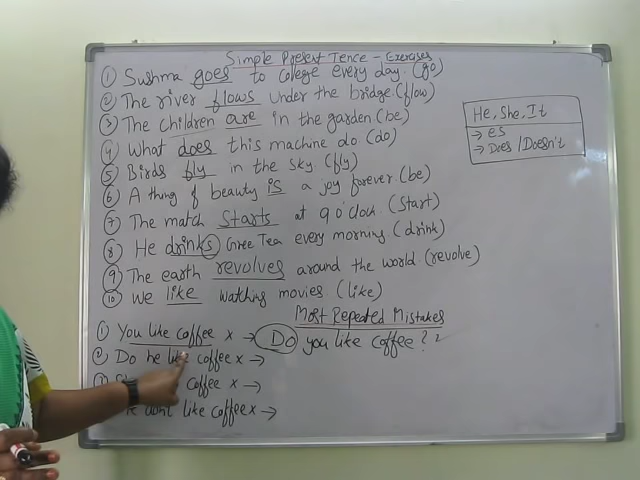 Simple Present Tence - Exercises
① Sushma goes to college every day. (go)
② The river flows under the bridge. (flow)
③ The children are in the garden (be)
④ What does this machine do. (do)
⑤ Birds fly in the sky. (fly)
⑥ A thing of beauty is a joy forever (be)
⑦ The match starts at 9 o'clock. (start)
⑧ He drinks Gree Tea every morning. (drink)
⑨ The earth revolves around the world (revolve)
⑩ We like watching movies. (like)
He, She, It
→ es
→ Does / Doesn't
Most Repeated Mistakes
① You like coffee x → Do you like coffee??
② Do he like coffee x →
coffee x →
dont like coffee x →